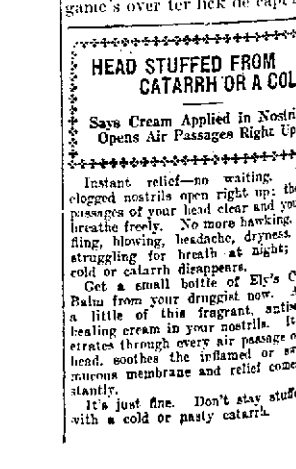 game's over
HEAD STUFFED FROM
CATARRH OR A COL
Says Cream Applied in Nostri
Opens Air Passages Right Up
Instant relief—no waiting.
clogged nostrils open right up; the
passages of your head clear and you
breathe freely. No more hawking,
fling, blowing, headache, dryness.
struggling for breath at night;
cold or catarrh disappears.
Get a small bottle of Ely's C
Balm from your druggist now.
a little of this fragrant, antise
healing cream in your nostrils. It
etrates through every air passage o
head, soothes the inflamed or sw
mucous membrane and relief come
stantly.
It's just fine. Don't stay stuffe
with a cold or nasty catarrh.